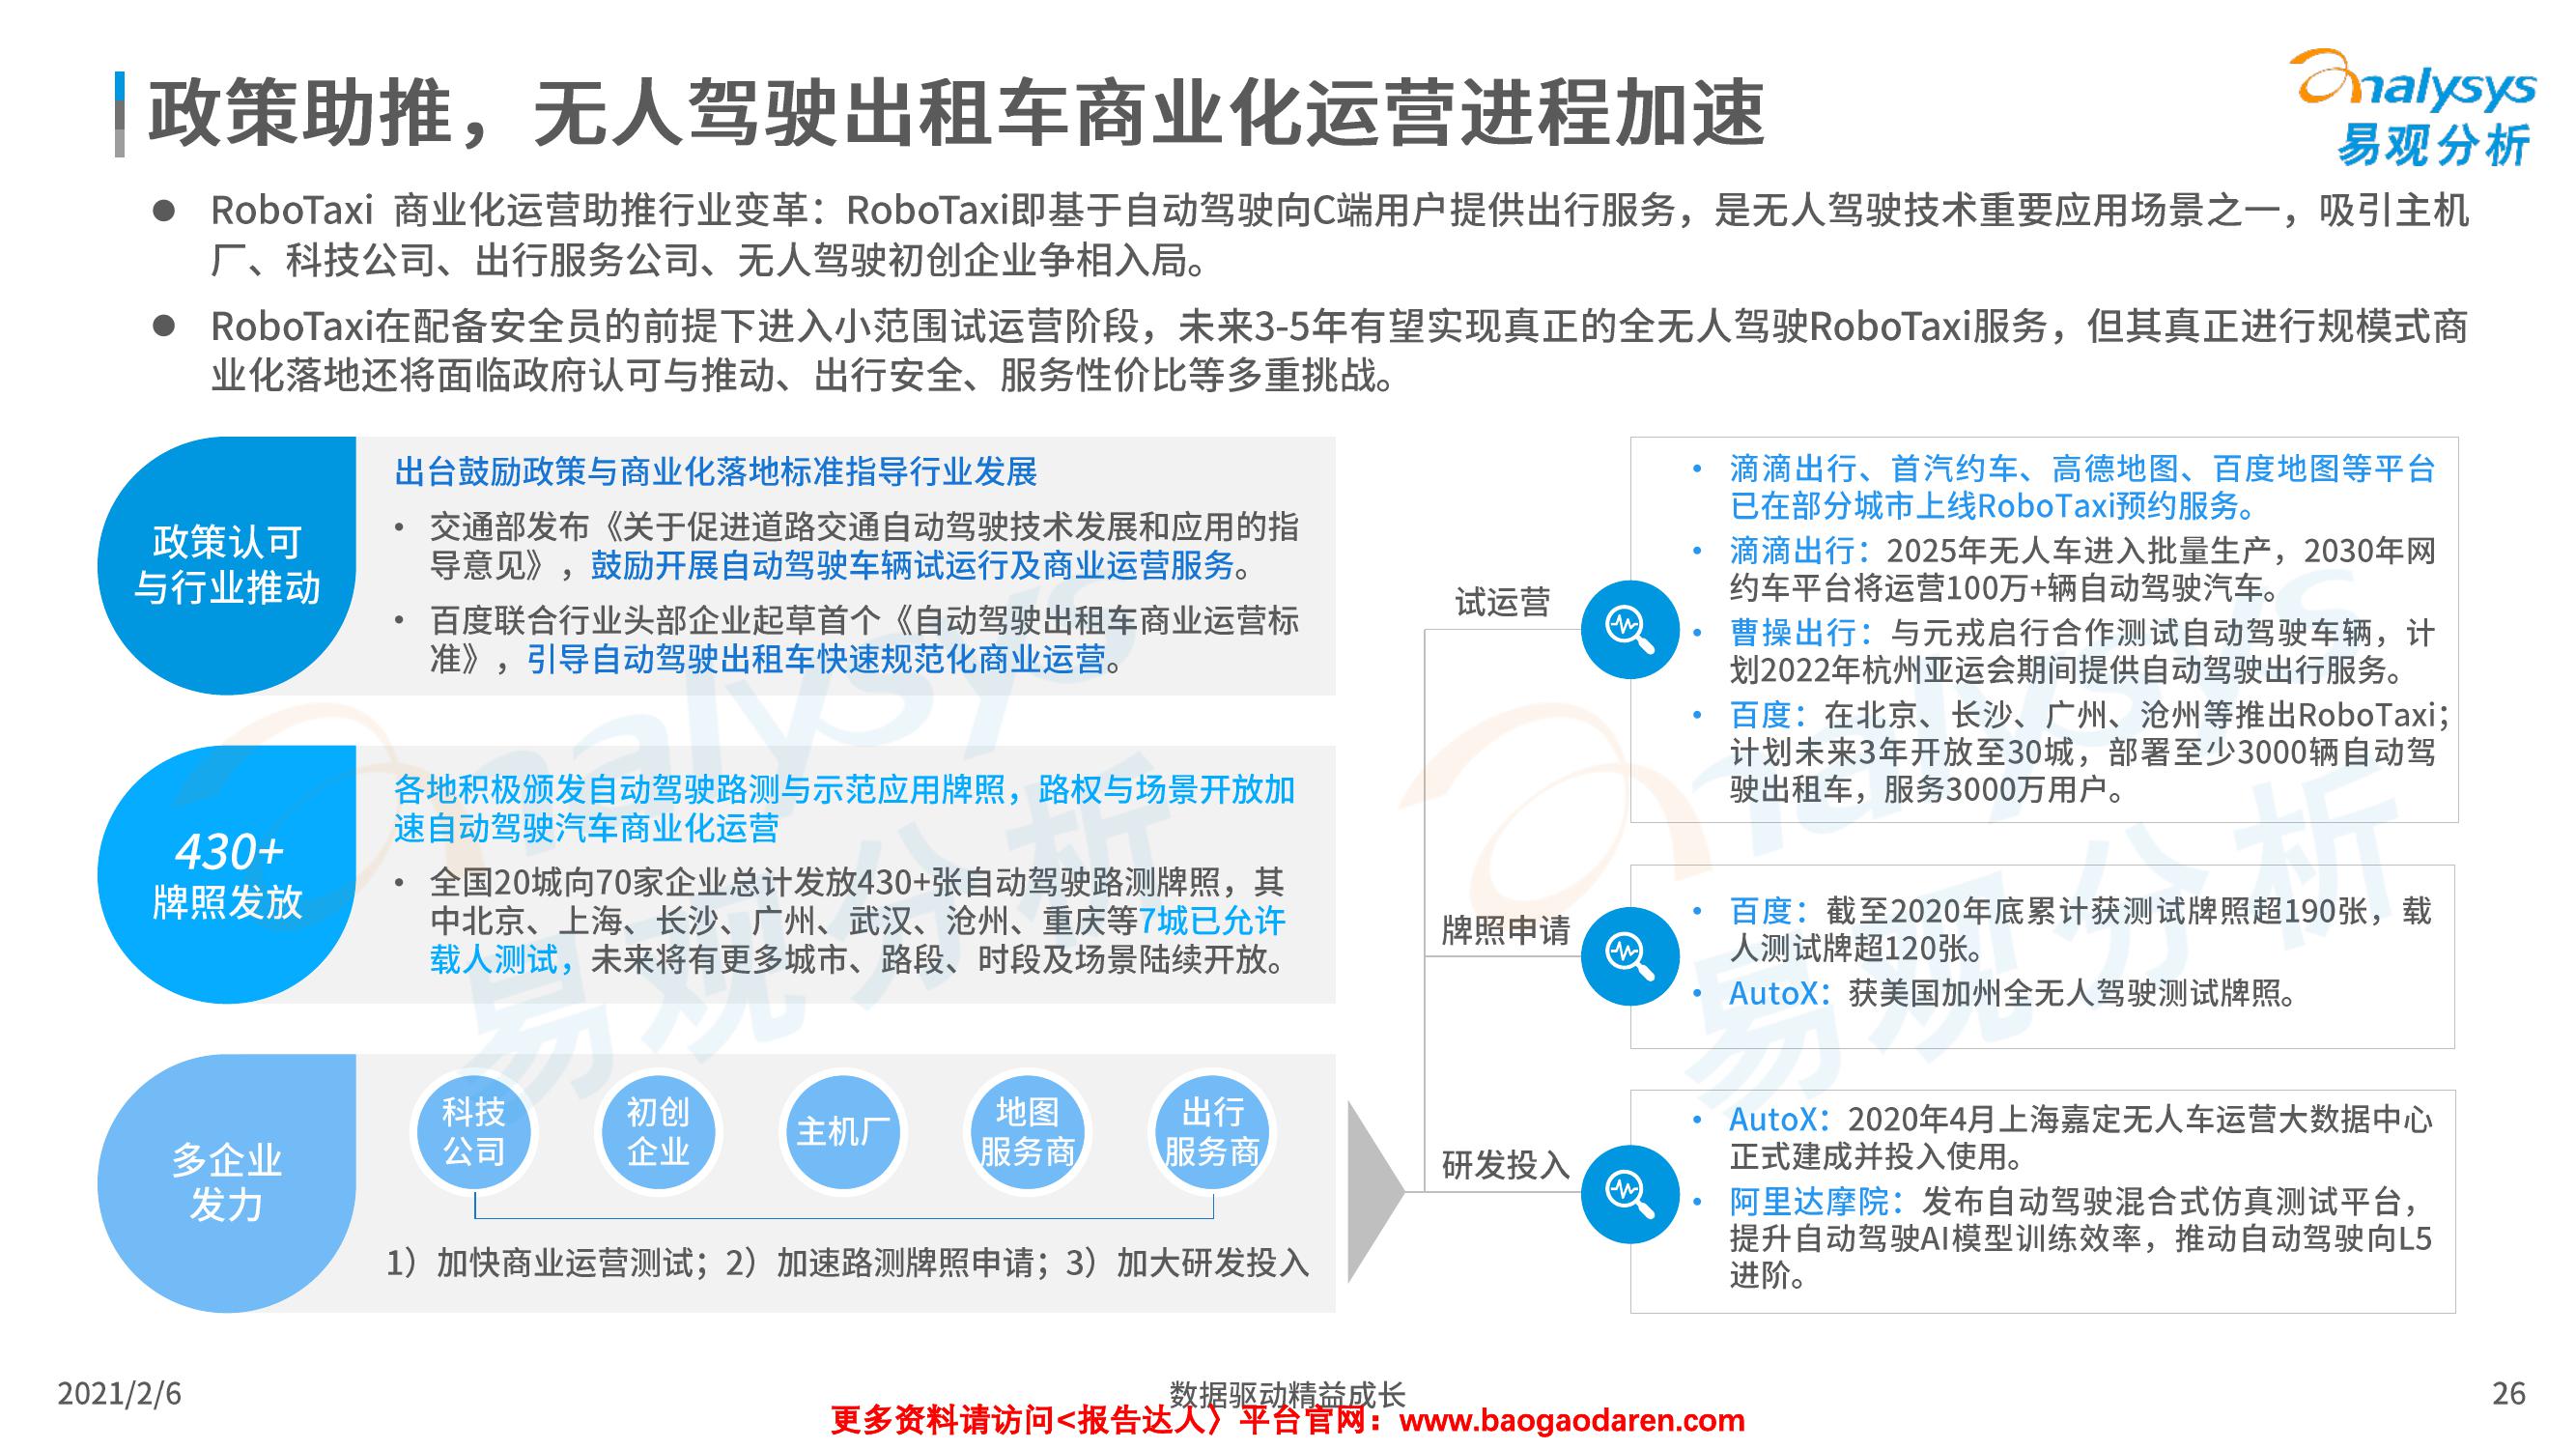 政策助推，无人驾驶出租车商业化运营进程加速
analysys
易观分析
● RoboTaxi 商业化运营助推行业变革：RoboTaxi即基于自动驾驶向C端用户提供出行服务，是无人驾驶技术重要应用场景之一，吸引主机
厂、科技公司、出行服务公司、无人驾驶初创企业争相入局。
● RoboTaxi在配备安全员的前提下进入小范围试运营阶段，未来3-5年有望实现真正的全无人驾驶RoboTaxi服务，但其真正进行规模式商
业化落地还将面临政府认可与推动、出行安全、服务性价比等多重挑战。
政策认可
与行业推动
出台鼓励政策与商业化落地标准指导行业发展
• 交通部发布《关于促进道路交通自动驾驶技术发展和应用的指
导意见》，鼓励开展自动驾驶车辆试运行及商业运营服务。
• 百度联合行业头部企业起草首个《自动驾驶出租车商业运营标
准》，引导自动驾驶出租车快速规范化商业运营。
430+
牌照发放
各地积极颁发自动驾驶路测与示范应用牌照，路权与场景开放加
速自动驾驶汽车商业化运营
• 全国20城向70家企业总计发放430+张自动驾驶路测牌照，其
中北京、上海、长沙、广州、武汉、沧州、重庆等7城已允许
载人测试，未来将有更多城市、路段、时段及场景陆续开放。
多企业
发力
科技
公司
初创
企业
主机厂
地图
服务商
出行
服务商
1）加快商业运营测试；2）加速路测牌照申请；3）加大研发投入
试运营
• 滴滴出行、首汽约车、高德地图、百度地图等平台
已在部分城市上线RoboTaxi预约服务。
• 滴滴出行：2025年无人车进入批量生产，2030年网
约车平台将运营100万+辆自动驾驶汽车。
• 曹操出行：与元戎启行合作测试自动驾驶车辆，计
划2022年杭州亚运会期间提供自动驾驶出行服务。
• 百度：在北京、长沙、广州、沧州等推出RoboTaxi；
计划未来3年开放至30城，部署至少3000辆自动驾
驶出租车，服务3000万用户。
牌照申请
• 百度：截至2020年底累计获测试牌照超190张，载
人测试牌超120张。
• AutoX：获美国加州全无人驾驶测试牌照。
研发投入
• AutoX：2020年4月上海嘉定无人车运营大数据中心
正式建成并投入使用。
• 阿里达摩院：发布自动驾驶混合式仿真测试平台，
提升自动驾驶AI模型训练效率，推动自动驾驶向L5
进阶。
analysys
易观分析
analysys
易观分析
2021/2/6
数据驱动精益成长
26
更多资料请访问<报告达人〉平台官网：www.baogaodaren.com